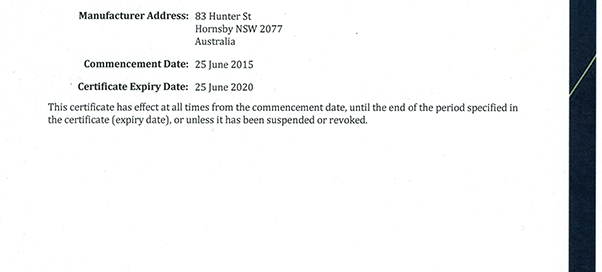 Manufacturer Address: 83 Hunter St
Hornsby NSW 2077
Australia
Commencement Date: 25 June 2015
Certificate Expiry Date: 25 June 2020
This certificate has effect at all times from the commencement date, until the end of the period specified in
the certificate (expiry date), or unless it has been suspended or revoked.